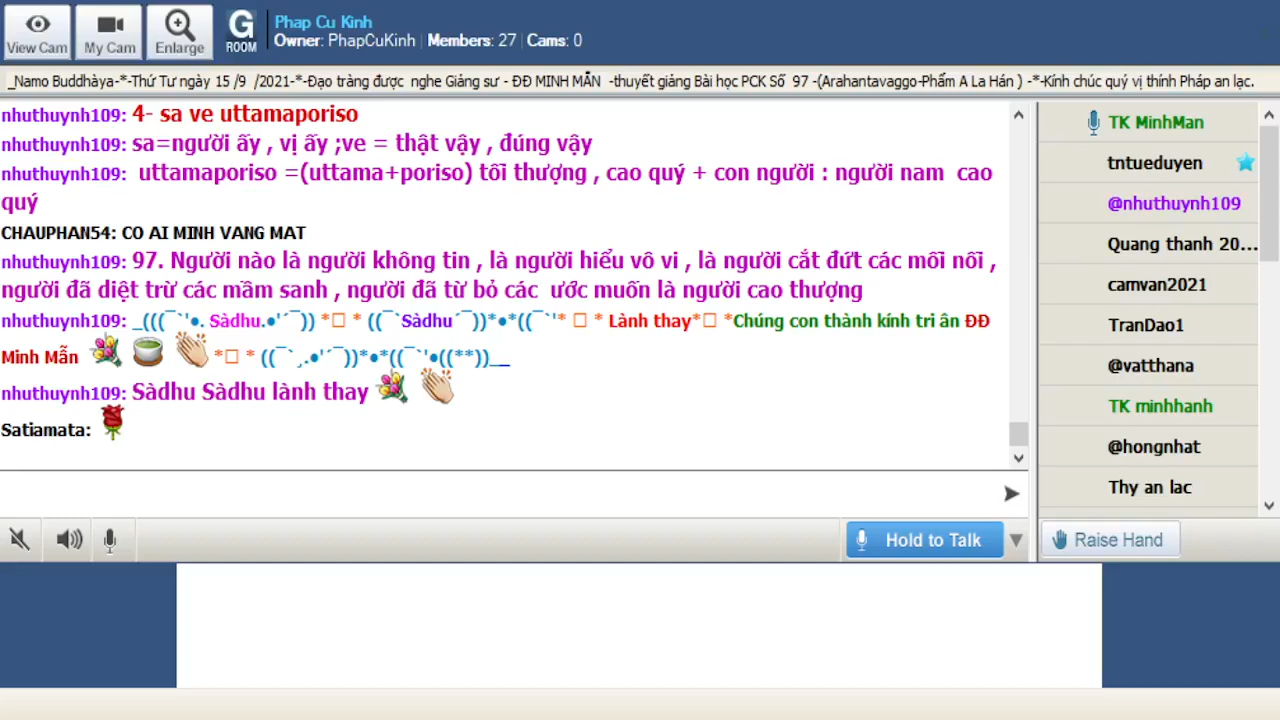 View Cam
My Cam
Enlarge
G
ROOM
Phap Cu Kinh
Owner: PhapCuKinh | Members: 27 | Cams: 0
_Namo Buddhàya-*-Thứ Tư ngày 15 /9 /2021-*-Đạo tràng được nghe Giảng sư - ĐĐ MINH MẪN -thuyết giảng Bài học PCK Số 97 -(Arahantavaggo-Phẩm A La Hán ) -*-Kính chúc quý vị thính Pháp an lạc.
nhuthuynh109: 4- sa ve uttamaporiso
nhuthuynh109: sa=người ấy , vị ấy ;ve = thật vậy , đúng vậy
nhuthuynh109: uttamaporiso =(uttama+poriso) tối thượng , cao quý + con người : người nam cao
quý
CHAUPHAN54: CO AI MINH VANG MAT
nhuthuynh109: 97. Người nào là người không tin , là người hiểu vô vi , là người cắt đứt các mối nối ,
người đã diệt trừ các mầm sanh , người đã từ bỏ các ước muốn là người cao thượng
nhuthuynh109: _(((¯`'●. Sàdhu.●'´¯)) *□ * ((¯`Sàdhu´¯))*●*((¯`'* □ * Lành thay*□ *Chúng con thành kính tri ân ĐĐ
Minh Mẫn *□ * ((¯` ¸.●'´¯))*●*((¯`'●((**))__
nhuthuynh109: Sàdhu Sàdhu lành thay
Satiamata:
TK MinhMan
tntueduyen
@nhuthuynh109
Quang thanh 20...
camvan2021
TranDao1
@vatthana
TK minhhanh
@hongnhat
Thy an lac
Hold to Talk
Raise Hand